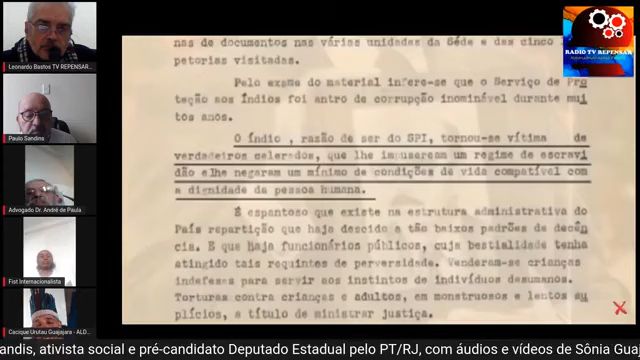 Leonardo Bastos TV REPENSAR...
Paulo Sandins
Advogado Dr. André de Paula
Fist Internacionalista
Cacique Urutau Guajajara - ALD...
RADIO TV REPENSAR
nas de documentos nas várias unidades da Séde e das cinco
petorias visitadas.
Pelo exame do material infere-se que o Serviço de Pro
teção aos Índios foi antro de corrupção inominável durante mui
tos anos.
O índio , razão de ser do SPI, tornou-se vítima de
verdadeiros celerados, que lhe impuseram um regime de escravi
dão e lhe negaram um mínimo de condições de vida compatível com
a dignidade da pessoa humana.
É espantoso que existe na estrutura administrativa do
País repartição que haja descido a tão baixos padrões de decên
cia. E que haja funcionários públicos, cuja bestialidade tenha
atingido tais requintes de perversidade. Venderam-se crianças
indefesas para servir aos instintos de indivíduos desumanos.
Torturas contra crianças e adultos, em monstruosos e lentos su
plícios, a título de ministrar justiça.
andis, ativista social e pré-candidato Deputado Estadual pelo PT/RJ, com áudios e vídeos de Sônia Gua